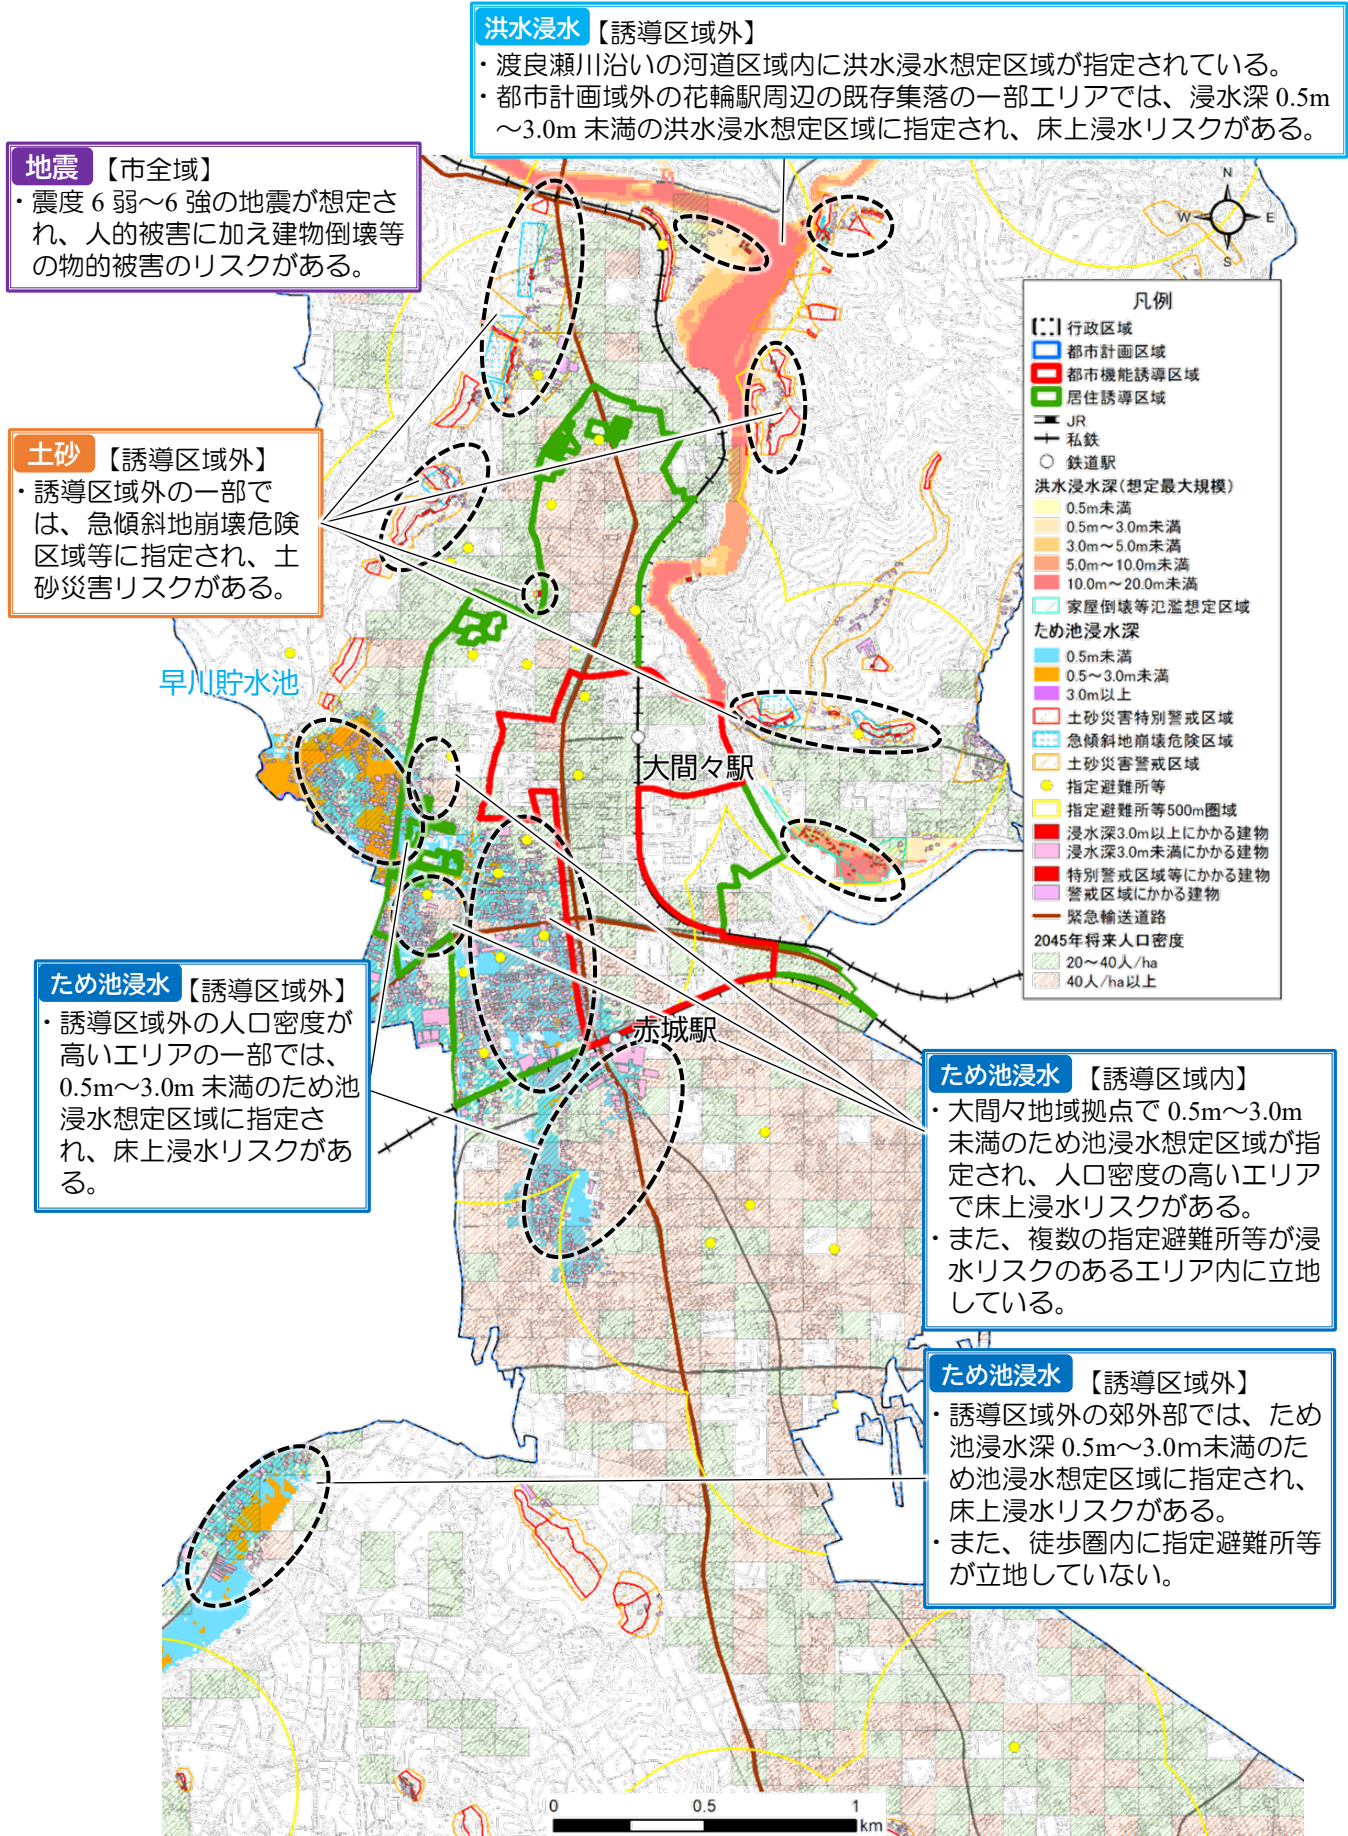 洪水浸水【誘導区域外】
・渡良瀬川沿いの河道区域内に洪水浸水想定区域が指定されている。
・都市計画域外の花輪駅周辺の既存集落の一部エリアでは、浸水深 0.5m
～3.0m 未満の洪水浸水想定区域に指定され、床上浸水リスクがある。
地震【市全域】
・震度 6 弱～6 強の地震が想定さ
れ、人的被害に加え建物倒壊等
の物的被害のリスクがある。
N
W
E
S
凡例
行政区域
都市計画区域
都市機能誘導区域
居住誘導区域
JR
私鉄
鉄道駅
洪水浸水深(想定最大規模)
0.5m未満
0.5m～3.0m未満
3.0m～5.0m未満
5.0m～10.0m未満
10.0m～20.0m未満
家屋倒壊等氾濫想定区域
ため池浸水深
0.5m未満
0.5～3.0m未満
3.0m以上
土砂災害特別警戒区域
急傾斜地崩壊危険区域
土砂災害警戒区域
指定避難所等
指定避難所等500m圏域
浸水深3.0m以上にかかる建物
浸水深3.0m未満にかかる建物
特別警戒区域等にかかる建物
警戒区域にかかる建物
緊急輸送道路
2045年将来人口密度
20～40人/ha
40人/ha以上
土砂【誘導区域外】
・誘導区域外の一部で
は、急傾斜地崩壊危険
区域等に指定され、土
砂災害リスクがある。
早川貯水池
大間々駅
赤城駅
ため池浸水【誘導区域外】
・誘導区域外の人口密度が
高いエリアの一部では、
0.5m～3.0m 未満のため池
浸水想定区域に指定さ
れ、床上浸水リスクがあ
る。
ため池浸水【誘導区域内】
・大間々地域拠点で 0.5m～3.0m
未満のため池浸水想定区域が指
定され、人口密度の高いエリア
で床上浸水リスクがある。
・また、複数の指定避難所等が浸
水リスクのあるエリア内に立地
している。
ため池浸水【誘導区域外】
・誘導区域外の郊外部では、ため
池浸水深 0.5m～3.0ｍ未満のた
め池浸水想定区域に指定され、
床上浸水リスクがある。
・また、徒歩圏内に指定避難所等
が立地していない。
0 0.5 1
km